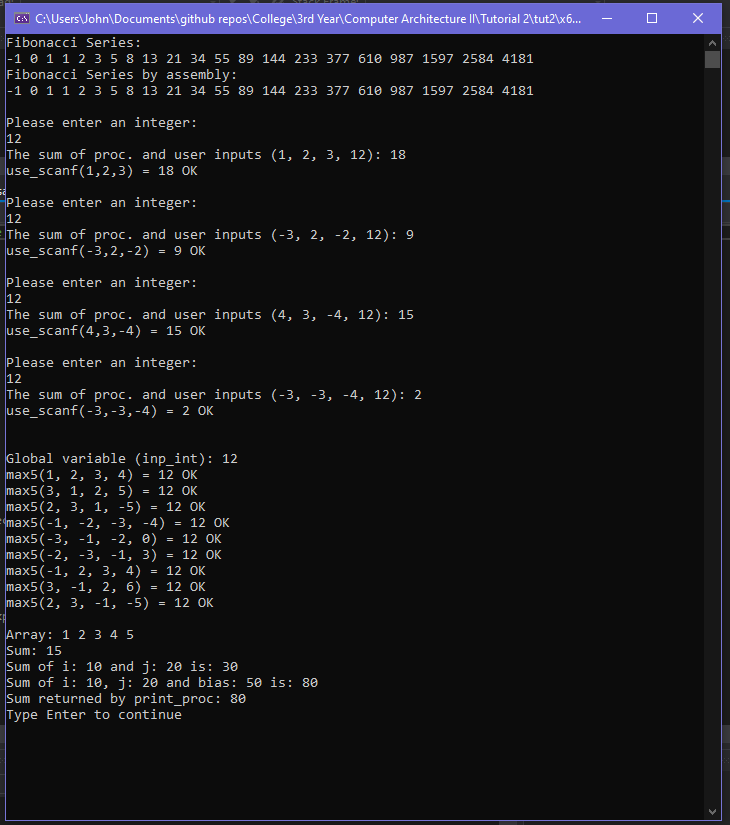 C:\Users\John\Documents\github repos\College\3rd Year\Computer Architecture II\Tutorial 2\tut2\x6...
Fibonacci Series:
-1 0 1 1 2 3 5 8 13 21 34 55 89 144 233 377 610 987 1597 2584 4181
Fibonacci Series by assembly:
-1 0 1 1 2 3 5 8 13 21 34 55 89 144 233 377 610 987 1597 2584 4181
Please enter an integer:
12
The sum of proc. and user inputs (1, 2, 3, 12): 18
use_scanf(1,2,3) = 18 OK
Please enter an integer:
12
The sum of proc. and user inputs (-3, 2, -2, 12): 9
use_scanf(-3,2,-2) = 9 OK
Please enter an integer:
12
The sum of proc. and user inputs (4, 3, -4, 12): 15
use_scanf(4,3,-4) = 15 OK
Please enter an integer:
12
The sum of proc. and user inputs (-3, -3, -4, 12): 2
use_scanf(-3,-3,-4) = 2 OK
Global variable (inp_int): 12
max5(1, 2, 3, 4) = 12 OK
max5(3, 1, 2, 5) = 12 OK
max5(2, 3, 1, -5) = 12 OK
max5(-1, -2, -3, -4) = 12 OK
max5(-3, -1, -2, 0) = 12 OK
max5(-2, -3, -1, 3) = 12 OK
max5(-1, 2, 3, 4) = 12 OK
max5(3, -1, 2, 6) = 12 OK
max5(2, 3, -1, -5) = 12 OK
Array: 1 2 3 4 5
Sum: 15
Sum of i: 10 and j: 20 is: 30
Sum of i: 10, j: 20 and bias: 50 is: 80
Sum returned by print_proc: 80
Type Enter to continue